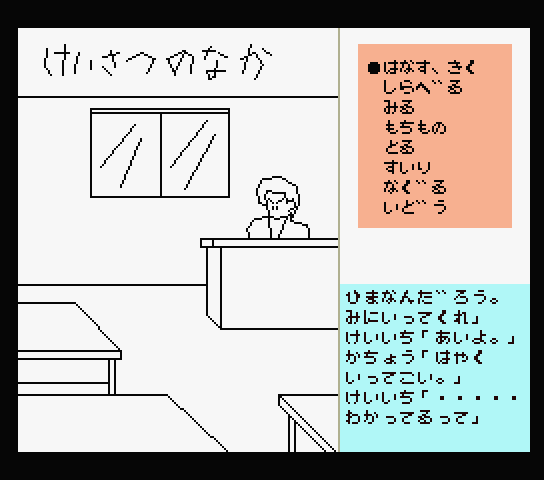 けいさつのなか
●はなす、きく
しらべる
みる
もちもの
とる
すいり
なぐる
いどう
ひまなんだろう。
みにいってくれ」
けいいち「あいよ。」
かちょう「はやく
いってこい。」
けいいち「・・・・・
わかってるって」